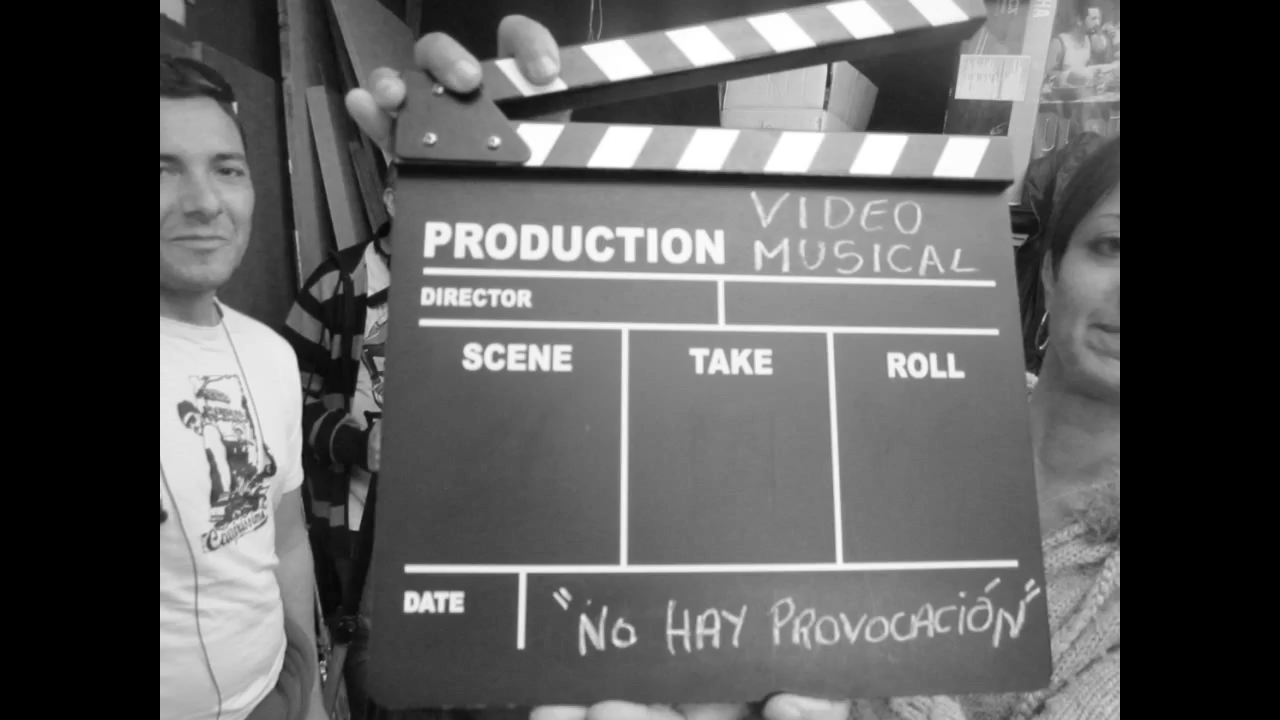 PRODUCTION
VIDEO
MUSICAL
DIRECTOR
SCENE TAKE ROLL
DATE
"No HAY PROVOCACIÓN"